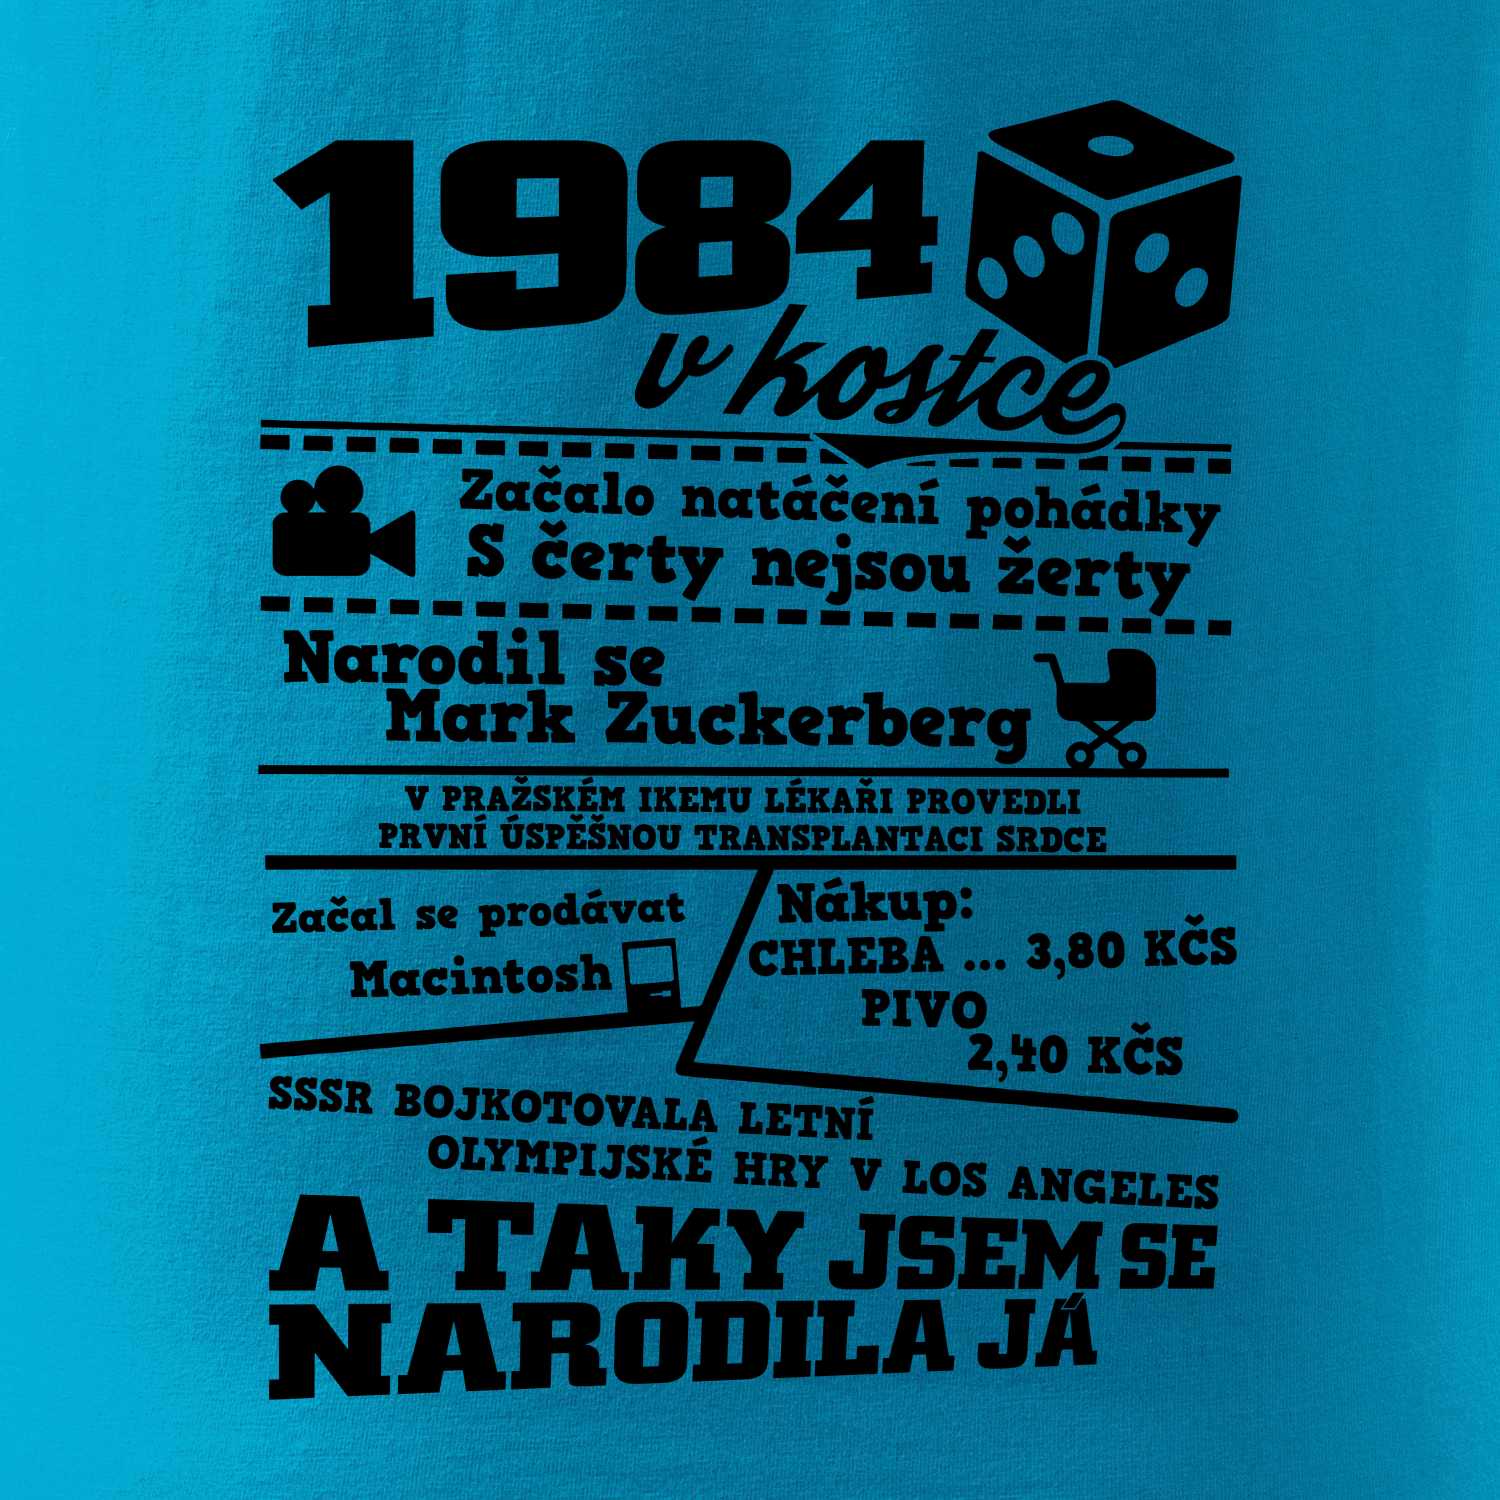 1984
v kostce
Začalo natáčení pohádky
S čerty nejsou žerty
Narodil se
Mark Zuckerberg
V PRAŽSKÉM IKEMU LÉKAŘI PROVEDLI
PRVNÍ ÚSPĚŠNOU TRANSPLANTACI SRDCE
Začal se prodávat
Macintosh
Nákup:
CHLEBA ... 3,80 KČS
PIVO
2,40 KČS
SSSR BOJKOTOVALA LETNÍ
OLYMPIJSKÉ HRY V LOS ANGELES
A TAKY JSEM SE
NARODILA JÁ